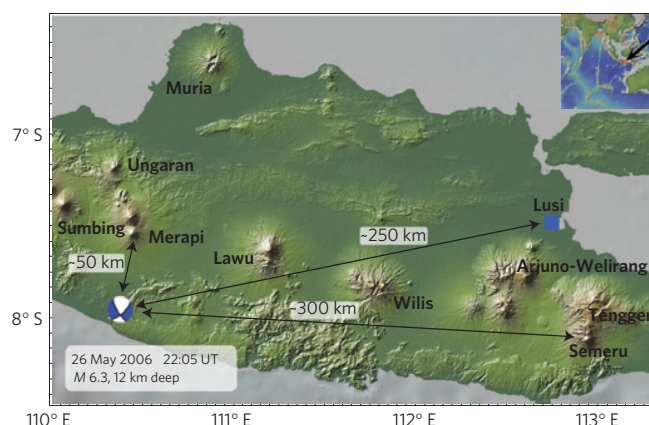 Muria
7° S
Ungaran
Lusi
Sumbing
Merapi
~250 km
~50 km
Lawu
Arjuno-Welirang
~300 km
Wilis
Tengger
8° S
Semeru
26 May 2006 22:05 UT
M 6.3, 12 km deep
110° E
111° E
112° E
113° E